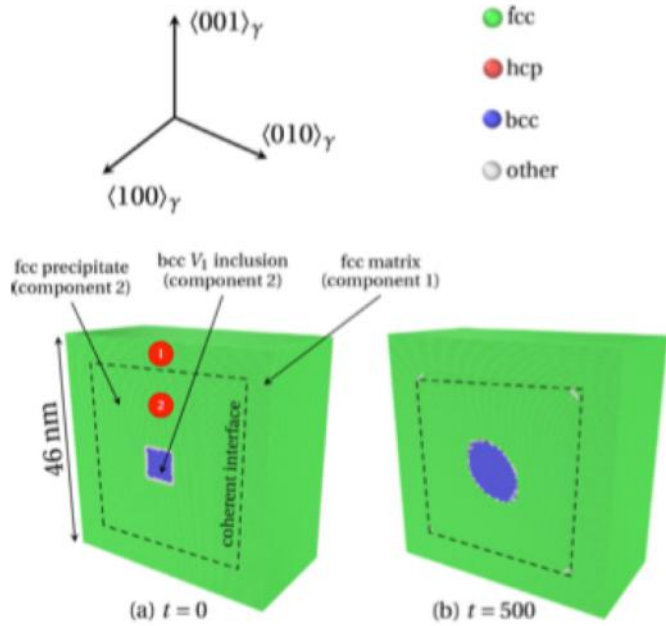 ⟨001⟩γ
⟨010⟩γ
⟨100⟩γ
fcc
hcp
bcc
other
fcc precipitate
(component 2)
bcc V1 inclusion
(component 2)
fcc matrix
(component 1)
1
2
46 nm
coherent interface
(a) t = 0
(b) t = 500